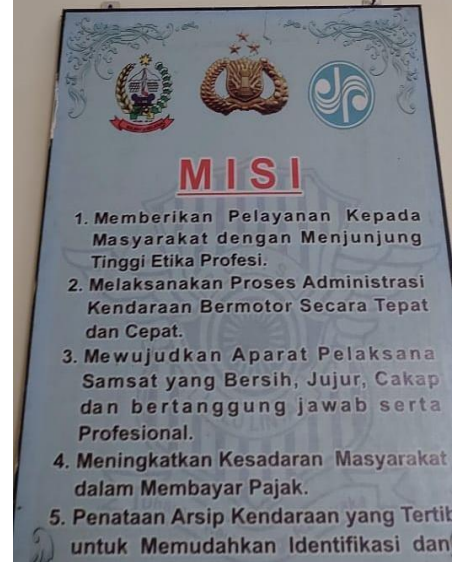 MISI
1. Memberikan Pelayanan Kepada
Masyarakat dengan Menjunjung
Tinggi Etika Profesi.
2. Melaksanakan Proses Administrasi
Kendaraan Bermotor Secara Tepat
dan Cepat.
3. Mewujudkan Aparat Pelaksana
Samsat yang Bersih, Jujur, Cakap
dan bertanggung jawab serta
Profesional.
4. Meningkatkan Kesadaran Masyarakat
dalam Membayar Pajak.
5. Penataan Arsip Kendaraan yang Tertib
untuk Memudahkan Identifikasi dan